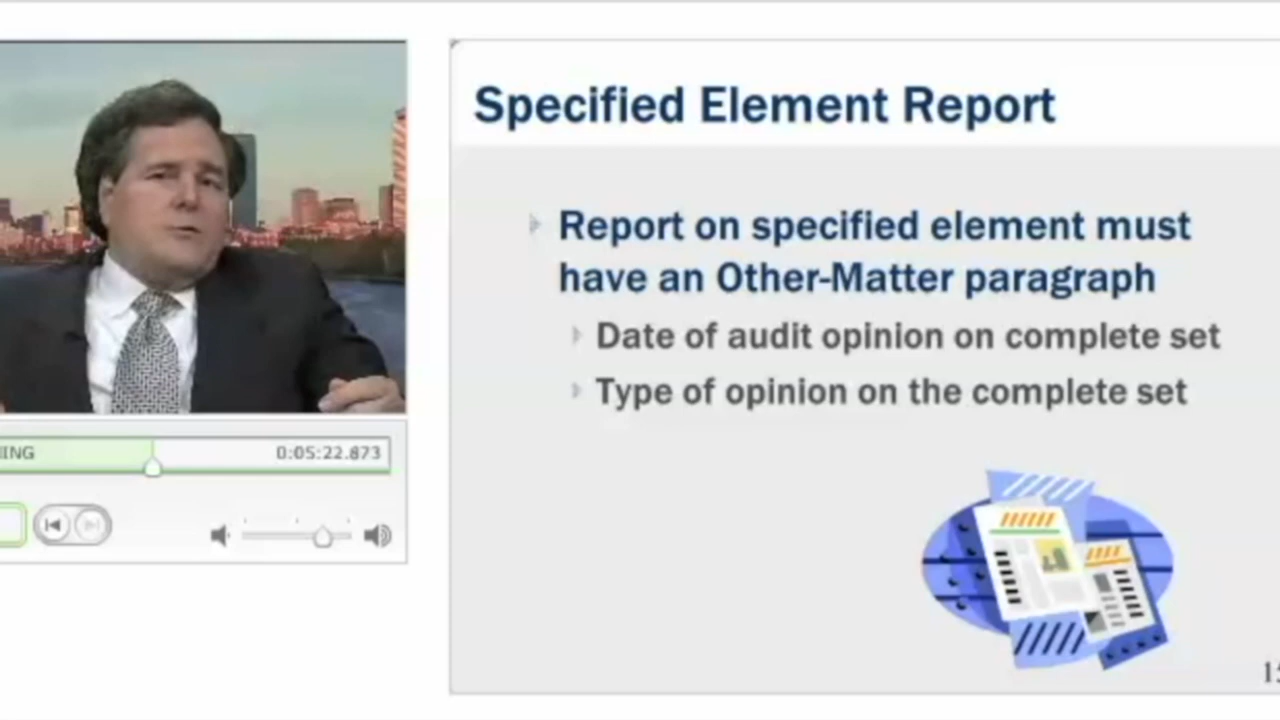 Specified Element Report
Report on specified element must
have an Other-Matter paragraph
Date of audit opinion on complete set
Type of opinion on the complete set
0:05:22.873